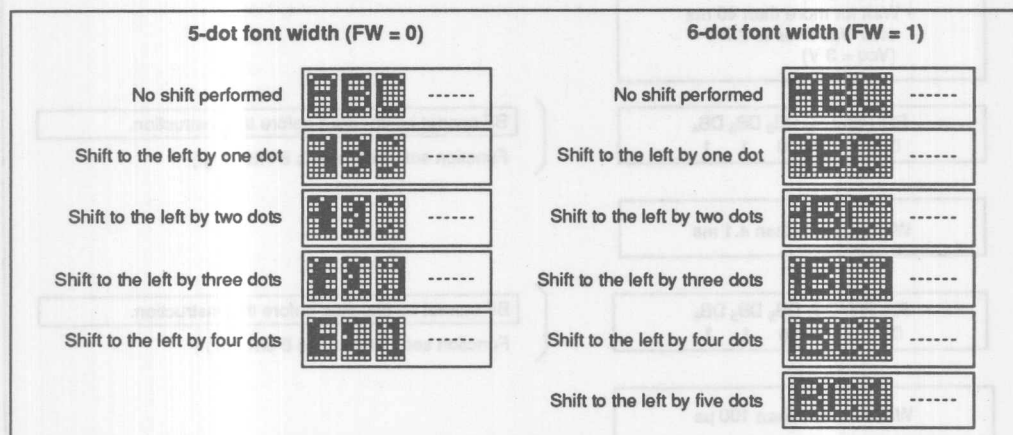 5-dot font width (FW = 0)
No shift performed
ABC ------
Shift to the left by one dot
------
Shift to the left by two dots
------
Shift to the left by three dots
------
Shift to the left by four dots
------
6-dot font width (FW = 1)
No shift performed
ABC ------
Shift to the left by one dot
ABC ------
Shift to the left by two dots
ABC ------
Shift to the left by three dots
------
Shift to the left by four dots
------
Shift to the left by five dots
------